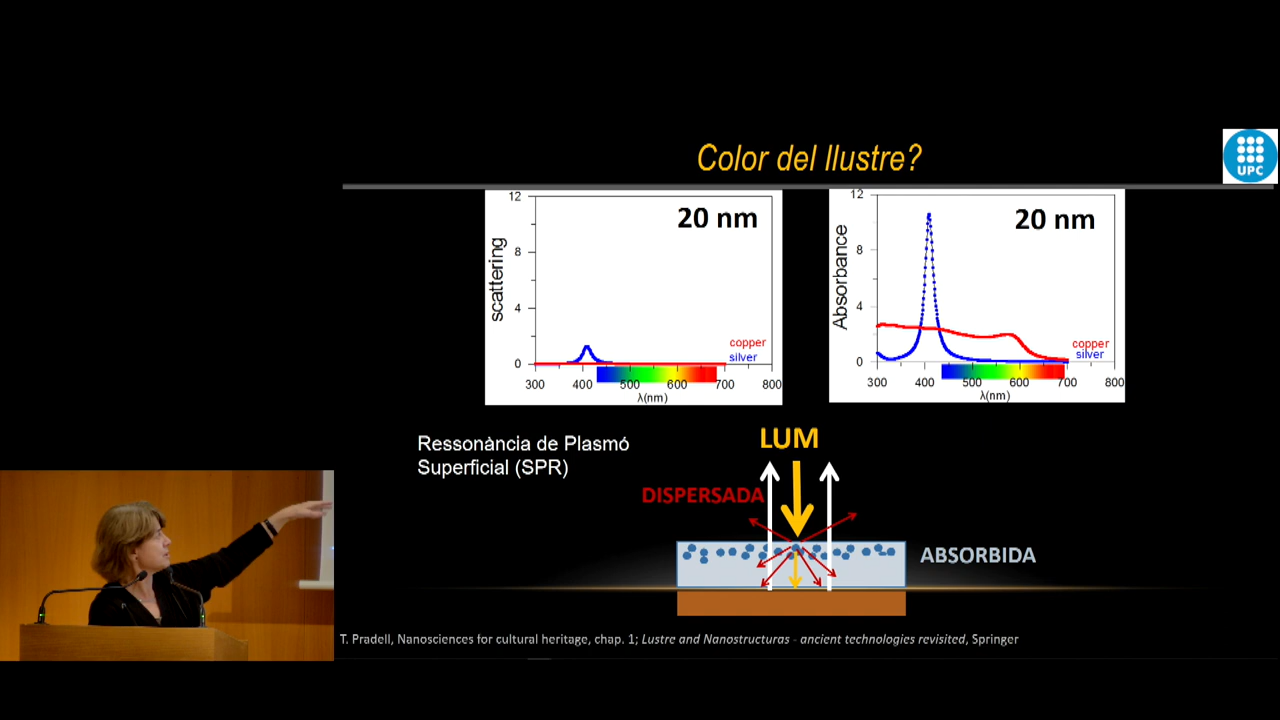 Color del llustre?
UPC
12
8
4
0
scattering
20 nm
copper
silver
300 400 500 600 700 800
λ(nm)
12
8
4
0
Absorbance
20 nm
copper
silver
300 400 500 600 700 800
λ(nm)
Ressonància de Plasmó
Superficial (SPR)
LUM
DISPERSADA
ABSORBIDA
T. Pradell, Nanosciences for cultural heritage, chap. 1; Lustre and Nanostructuras - ancient technologies revisited, Springer